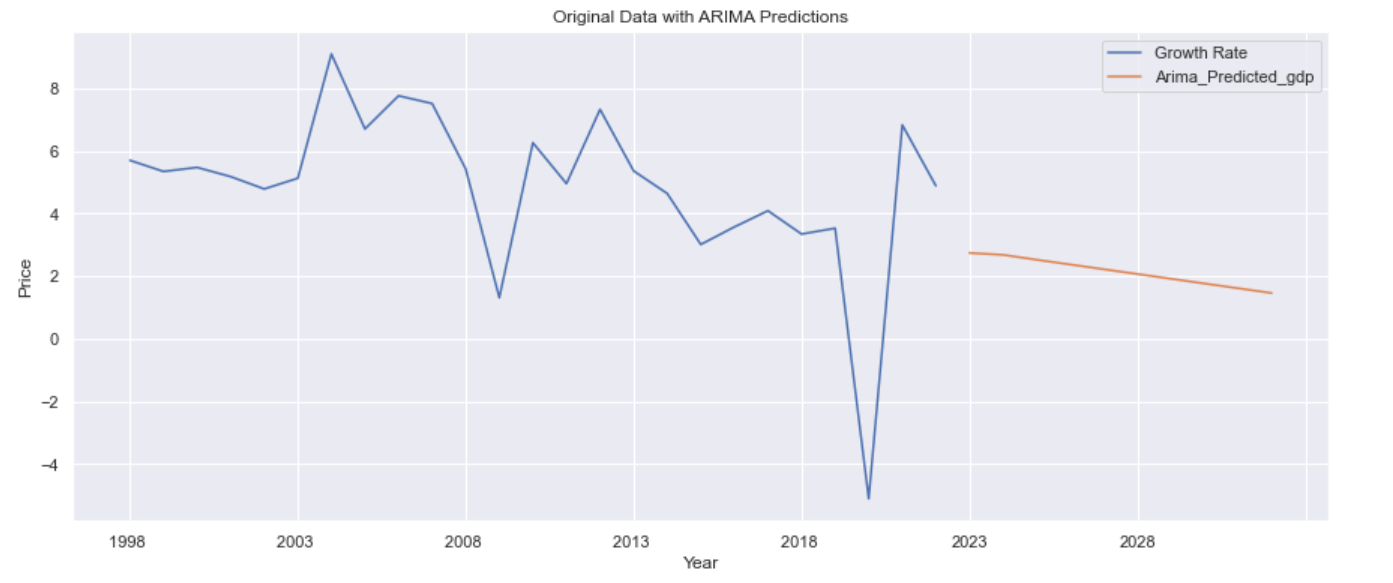 Original Data with ARIMA Predictions
Growth Rate
Arima_Predicted_gdp
8
6
4
2
0
−2
−4
Price
1998 2003 2008 2013 2018 2023 2028
Year